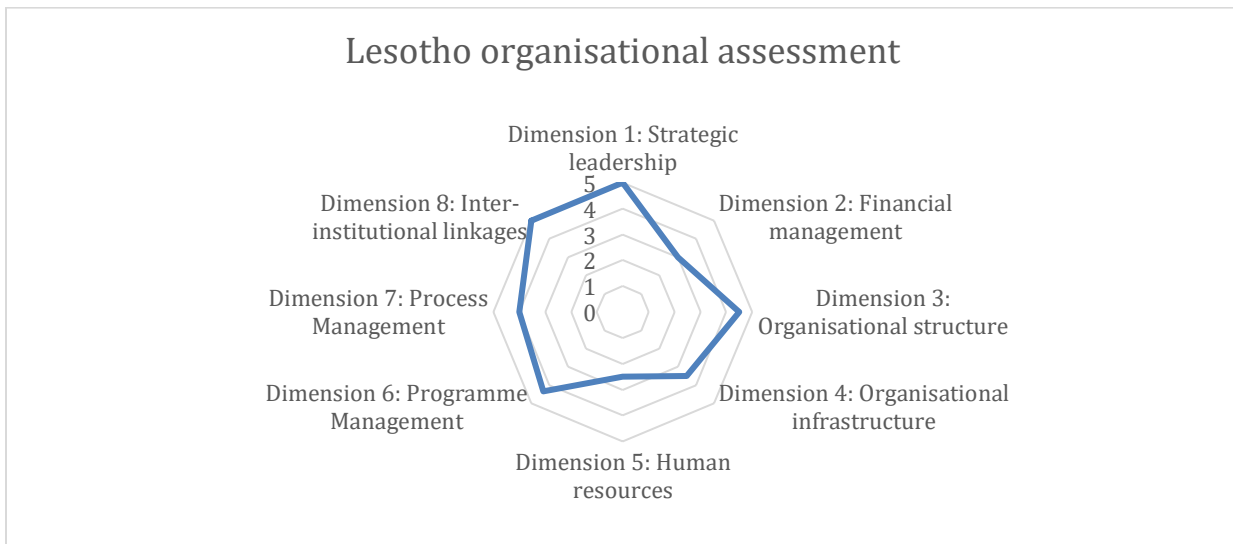 Lesotho organisational assessment
Dimension 1: Strategic
leadership
5
4
3
2
1
0
Dimension 2: Financial
management
Dimension 3:
Organisational structure
Dimension 4: Organisational
infrastructure
Dimension 5: Human
resources
Dimension 6: Programme
Management
Dimension 7: Process
Management
Dimension 8: Inter-
institutional linkages